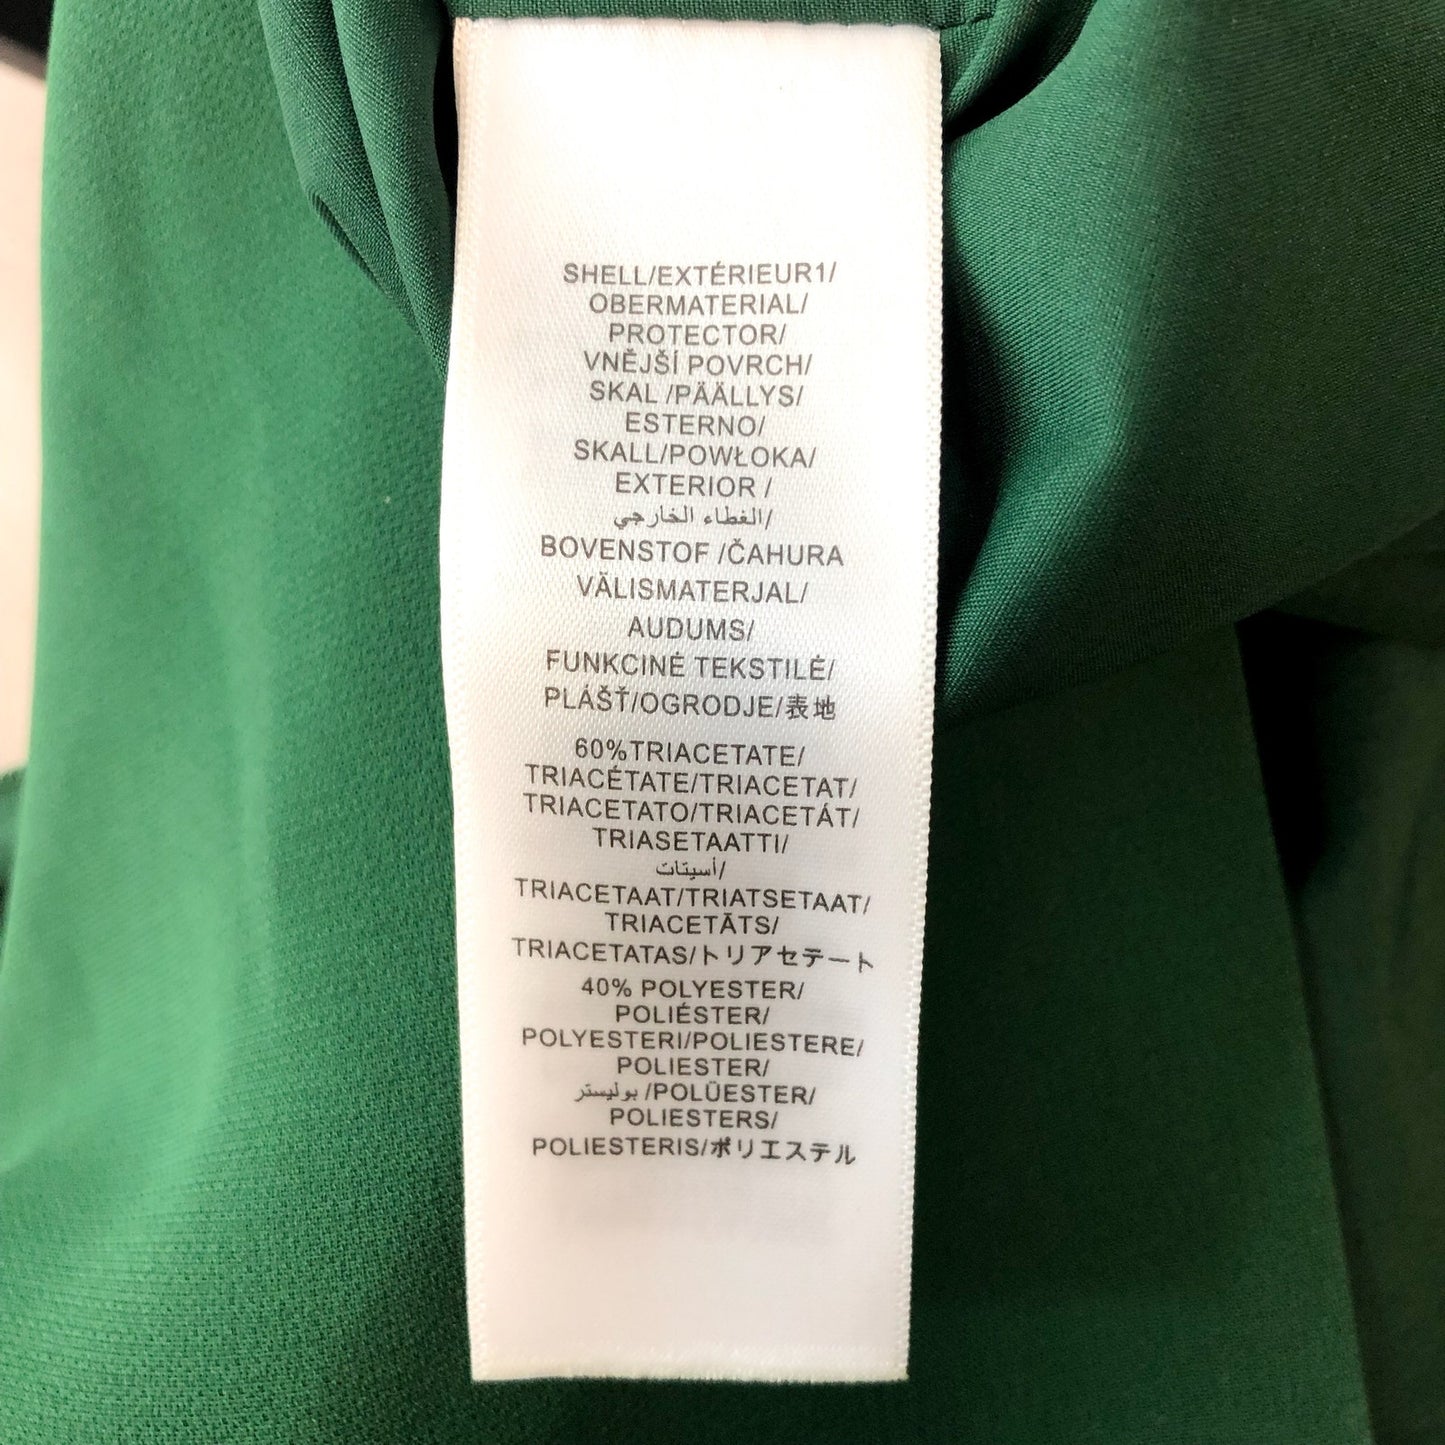 SHELL/EXTÉRIEUR1/
OBERMATERIAL/
PROTECTOR/
VNĚJŠÍ POVRCH/
SKAL /PÄÄLLYS/
ESTERNO/
SKALL/POWŁOKA/
EXTERIOR /
الغطاء الخارجي/
BOVENSTOF /ČAHURA
VÄLISMATERJAL/
AUDUMS/
FUNKCINĖ TEKSTILĖ/
PLÁŠŤ/OGRODJE/表地
60%TRIACETATE/
TRIACÉTATE/TRIACETAT/
TRIACETATO/TRIACETÁT/
TRIASETAATTI/
أسيتات/
TRIACETAAT/TRIATSETAAT/
TRIACETĀTS/
TRIACETATAS/トリアセテート
40% POLYESTER/
POLIÉSTER/
POLYESTERI/POLIESTERE/
POLIESTER/
بوليستر /POLÜESTER/
POLIESTERS/
POLIESTERIS/ポリエステル